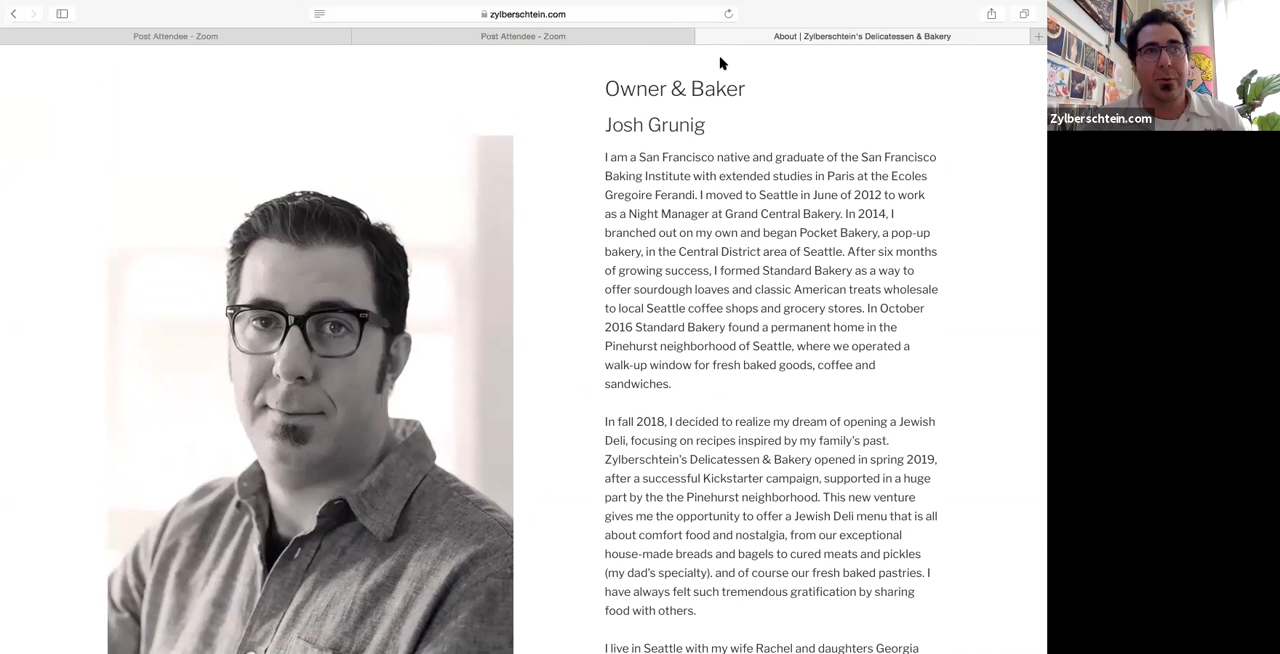 zylberschtein.com
Post Attendee - Zoom
Post Attendee - Zoom
About | Zylberschtein's Delicatessen & Bakery
Zylberschtein.com
Owner & Baker
Josh Grunig
I am a San Francisco native and graduate of the San Francisco
Baking Institute with extended studies in Paris at the Ecoles
Gregoire Ferandi. I moved to Seattle in June of 2012 to work
as a Night Manager at Grand Central Bakery. In 2014, I
branched out on my own and began Pocket Bakery, a pop-up
bakery, in the Central District area of Seattle. After six months
of growing success, I formed Standard Bakery as a way to
offer sourdough loaves and classic American treats wholesale
to local Seattle coffee shops and grocery stores. In October
2016 Standard Bakery found a permanent home in the
Pinehurst neighborhood of Seattle, where we operated a
walk-up window for fresh baked goods, coffee and
sandwiches.
In fall 2018, I decided to realize my dream of opening a Jewish
Deli, focusing on recipes inspired by my family's past.
Zylberschtein's Delicatessen & Bakery opened in spring 2019,
after a successful Kickstarter campaign, supported in a huge
part by the the Pinehurst neighborhood. This new venture
gives me the opportunity to offer a Jewish Deli menu that is all
about comfort food and nostalgia, from our exceptional
house-made breads and bagels to cured meats and pickles
(my dad's specialty). and of course our fresh baked pastries. I
have always felt such tremendous gratification by sharing
food with others.
I live in Seattle with my wife Rachel and daughters Georgia